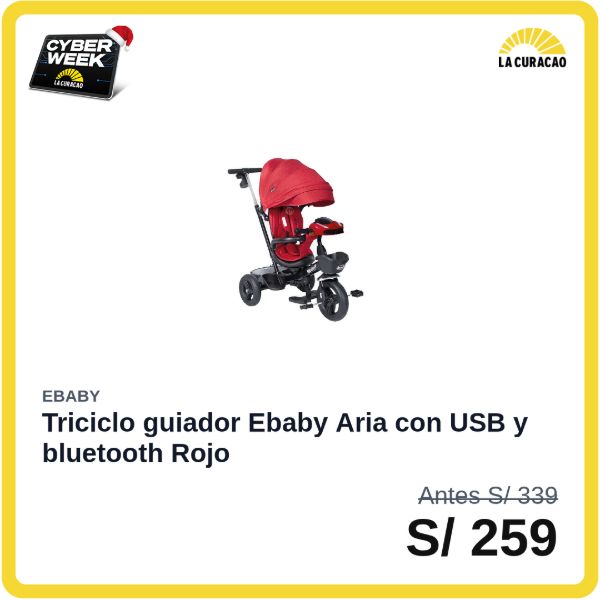 CYBER
WEEK
LA CURACAO
LA CURACAO
EBABY
Triciclo guiador Ebaby Aria con USB y
bluetooth Rojo
Antes S/ 339
S/ 259